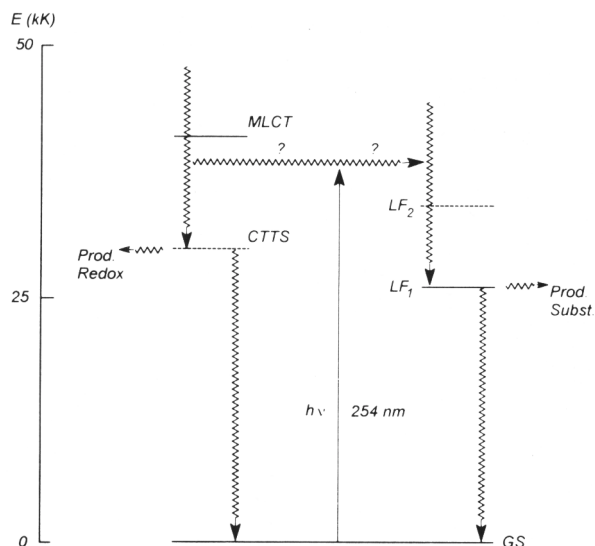 E (kK)
50
MLCT
? ?
LF2
CTTS
Prod.
Redox
25
LF1
Prod.
Subst.
hν 254 nm
0
GS